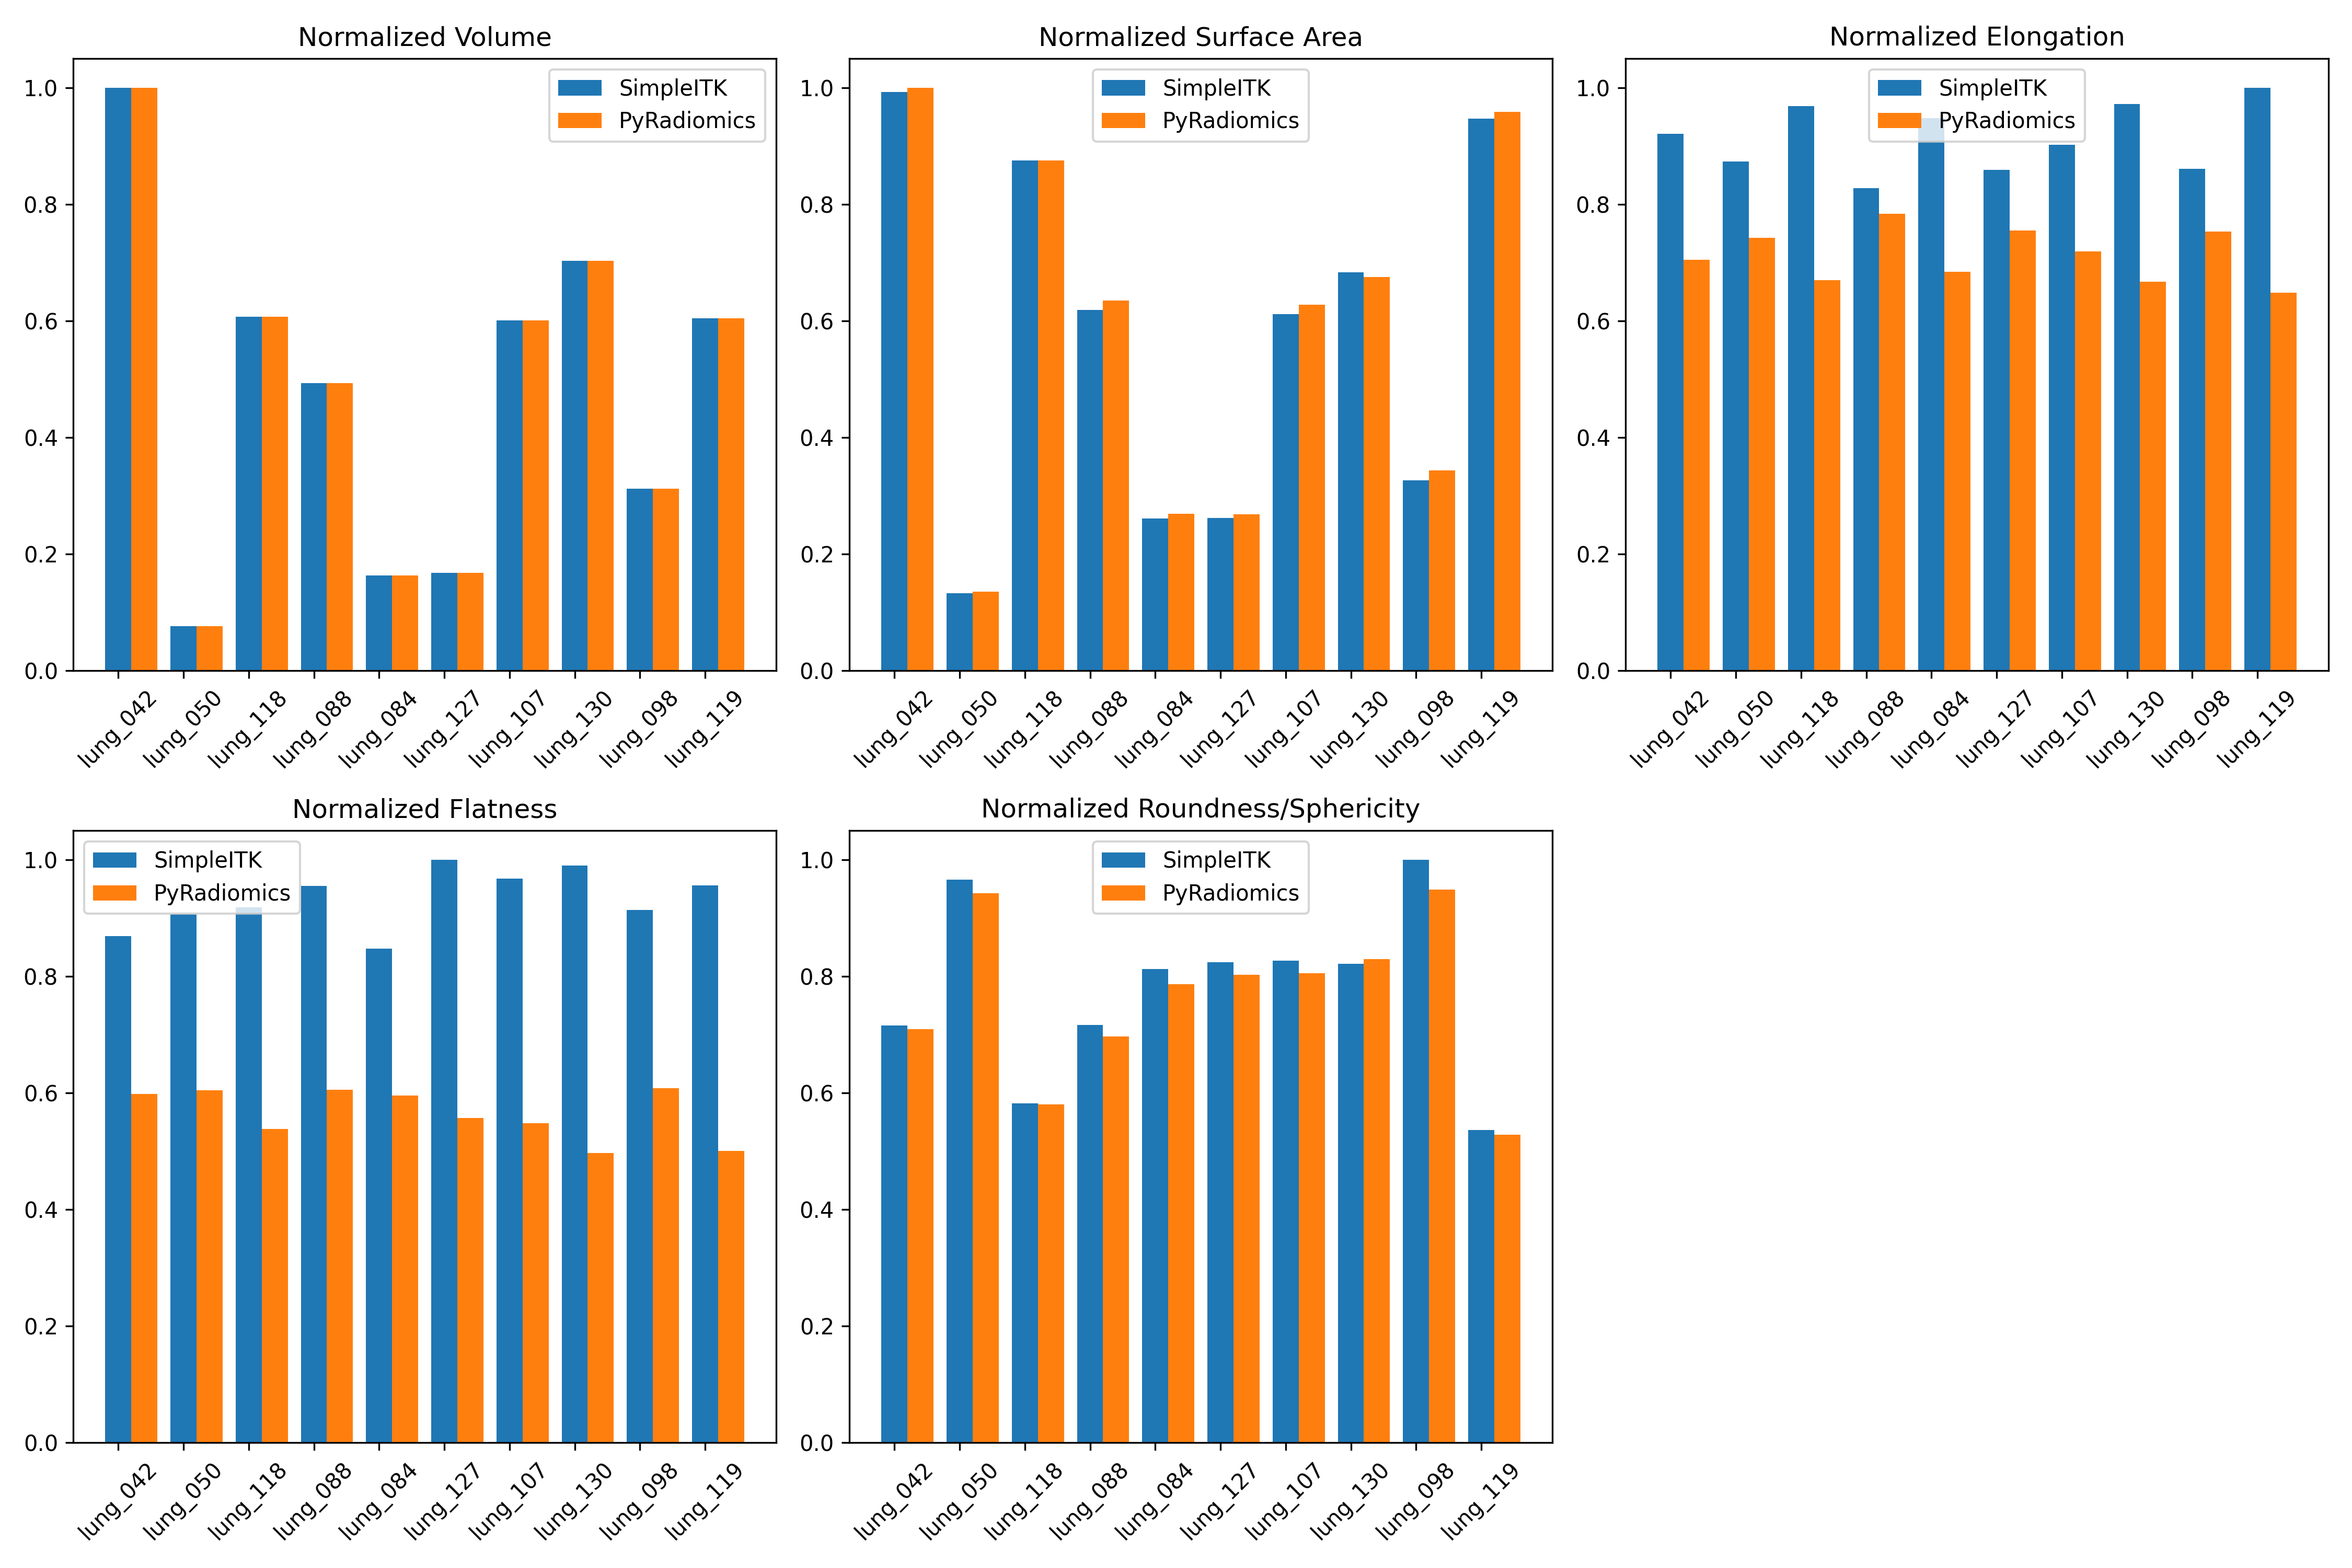 Normalized Volume
1.0
0.8
0.6
0.4
0.2
0.0
SimpleITK
PyRadiomics
lung_042
lung_050
lung_118
lung_088
lung_084
lung_127
lung_107
lung_130
lung_098
lung_119
Normalized Surface Area
1.0
0.8
0.6
0.4
0.2
0.0
SimpleITK
PyRadiomics
lung_042
lung_050
lung_118
lung_088
lung_084
lung_127
lung_107
lung_130
lung_098
lung_119
Normalized Elongation
1.0
0.8
0.6
0.4
0.2
0.0
SimpleITK
PyRadiomics
lung_042
lung_050
lung_118
lung_088
lung_084
lung_127
lung_107
lung_130
lung_098
lung_119
Normalized Flatness
1.0
0.8
0.6
0.4
0.2
0.0
SimpleITK
PyRadiomics
lung_042
lung_050
lung_118
lung_088
lung_084
lung_127
lung_107
lung_130
lung_098
lung_119
Normalized Roundness/Sphericity
1.0
0.8
0.6
0.4
0.2
0.0
SimpleITK
PyRadiomics
lung_042
lung_050
lung_118
lung_088
lung_084
lung_127
lung_107
lung_130
lung_098
lung_119